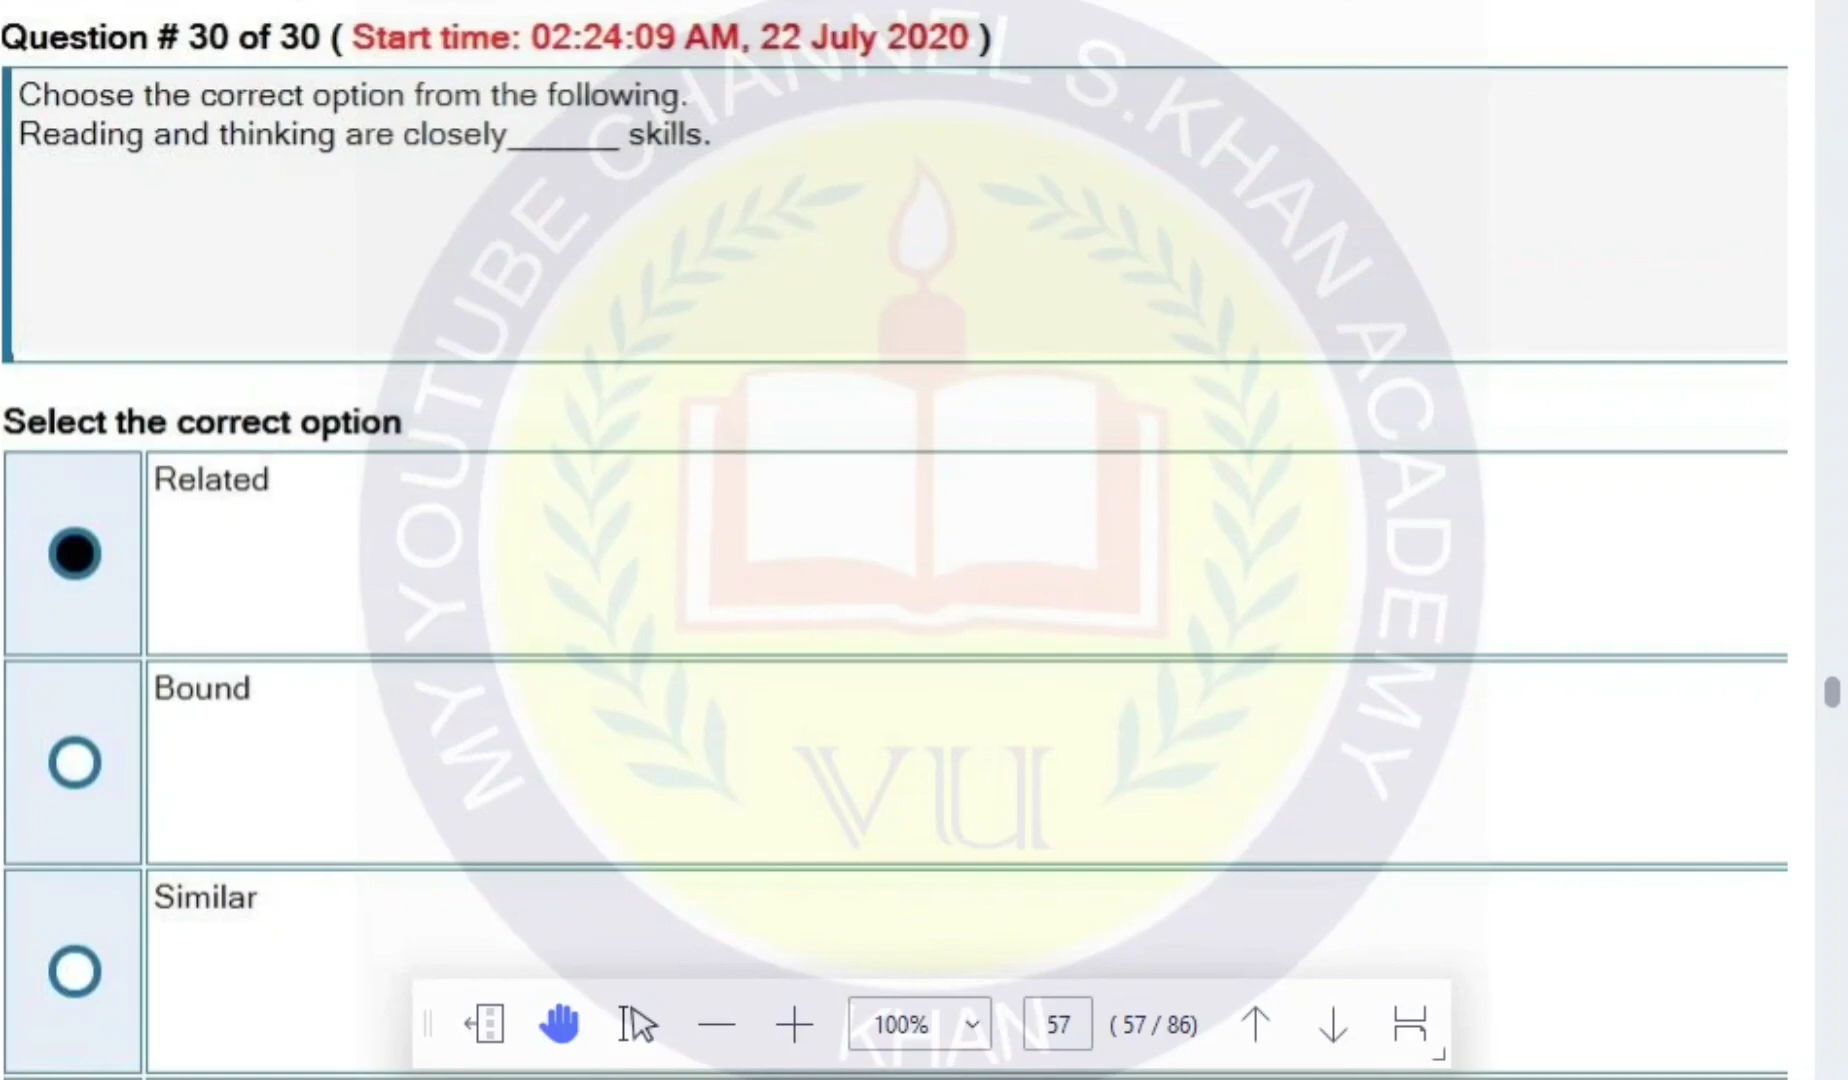 Question # 30 of 30 ( Start time: 02:24:09 AM, 22 July 2020 )
Choose the correct option from the following.
Reading and thinking are closely______ skills.
Select the correct option
Related
Bound
Similar
MY YOUTUBE CHANNEL S.KHAN ACADEMY
VU
KHAN
100%
57
( 57 / 86)